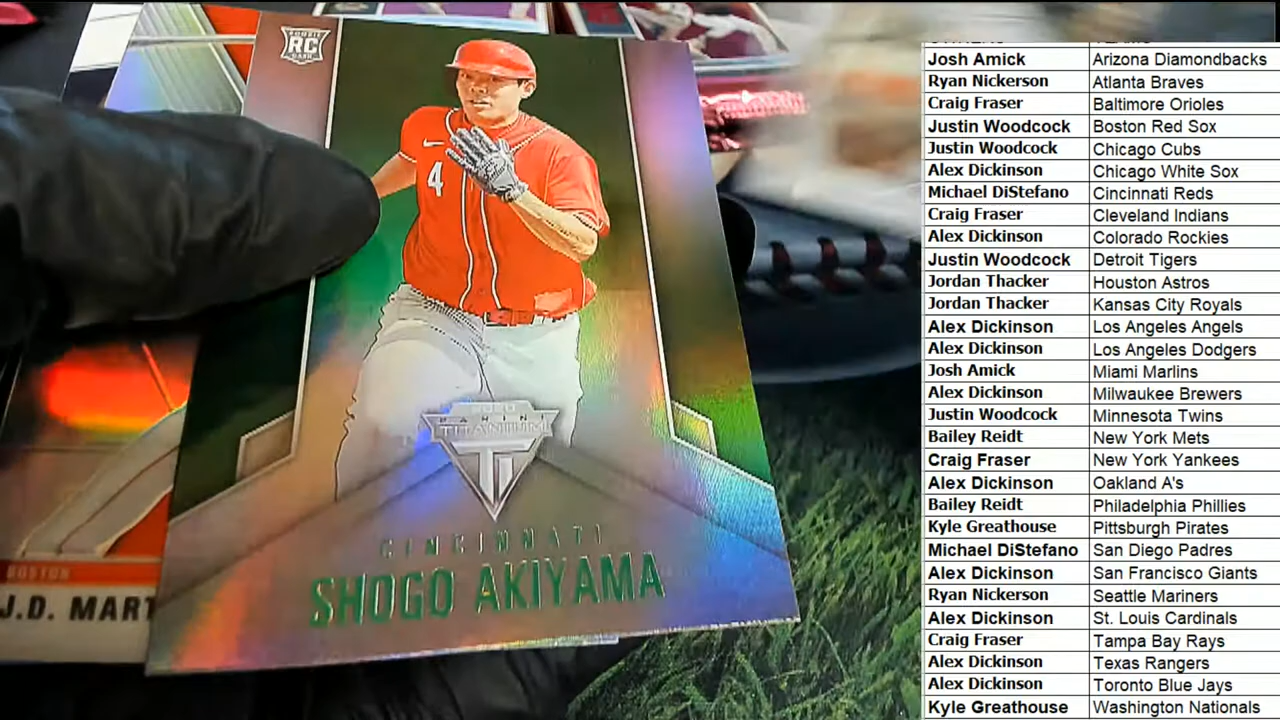 ROOKIE
RC
CARD
4
2020
PANINI
TITANIUM
Ti
CINCINNATI
SHOGO AKIYAMA
BOSTON
J.D. MART
Josh Amick Arizona Diamondbacks
Ryan Nickerson Atlanta Braves
Craig Fraser Baltimore Orioles
Justin Woodcock Boston Red Sox
Justin Woodcock Chicago Cubs
Alex Dickinson Chicago White Sox
Michael DiStefano Cincinnati Reds
Craig Fraser Cleveland Indians
Alex Dickinson Colorado Rockies
Justin Woodcock Detroit Tigers
Jordan Thacker Houston Astros
Jordan Thacker Kansas City Royals
Alex Dickinson Los Angeles Angels
Alex Dickinson Los Angeles Dodgers
Josh Amick Miami Marlins
Alex Dickinson Milwaukee Brewers
Justin Woodcock Minnesota Twins
Bailey Reidt New York Mets
Craig Fraser New York Yankees
Alex Dickinson Oakland A's
Bailey Reidt Philadelphia Phillies
Kyle Greathouse Pittsburgh Pirates
Michael DiStefano San Diego Padres
Alex Dickinson San Francisco Giants
Ryan Nickerson Seattle Mariners
Alex Dickinson St. Louis Cardinals
Craig Fraser Tampa Bay Rays
Alex Dickinson Texas Rangers
Alex Dickinson Toronto Blue Jays
Kyle Greathouse Washington Nationals